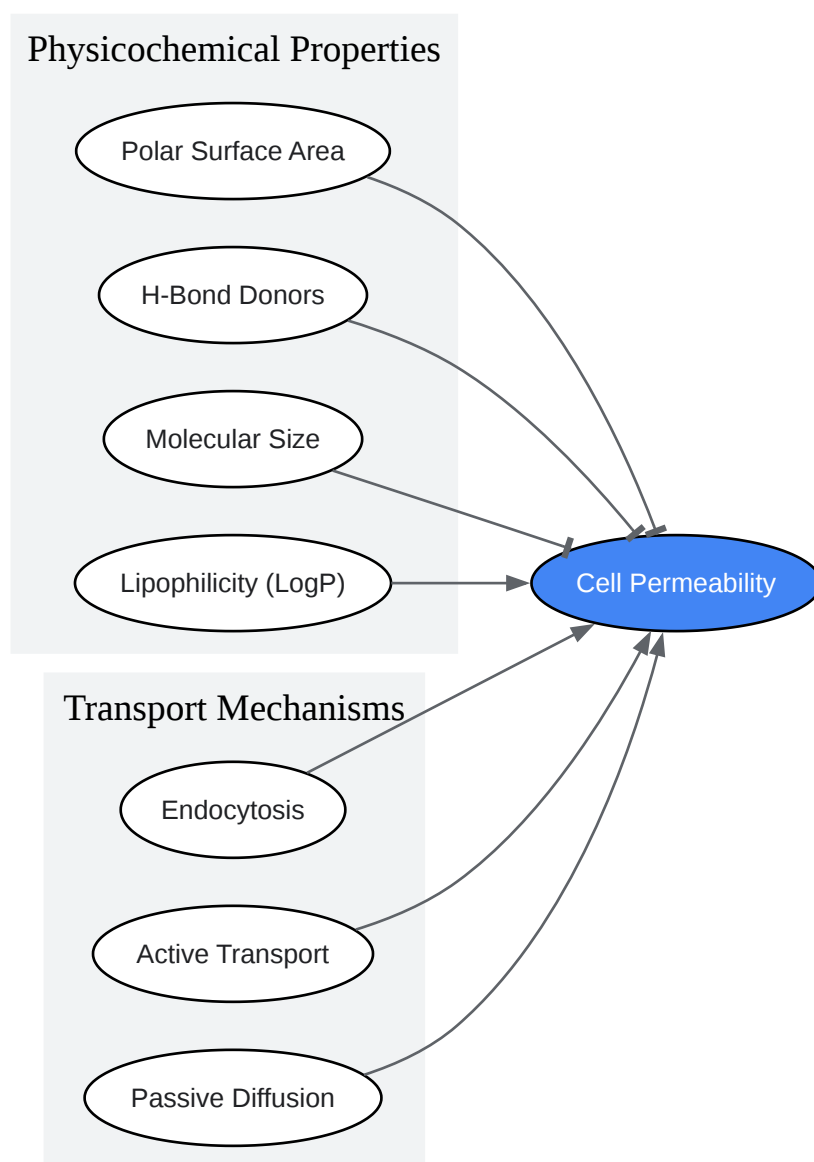 Physicochemical Properties
Polar Surface Area
H-Bond Donors
Molecular Size
Lipophilicity (LogP)
Cell Permeability
Transport Mechanisms
Endocytosis
Active Transport
Passive Diffusion